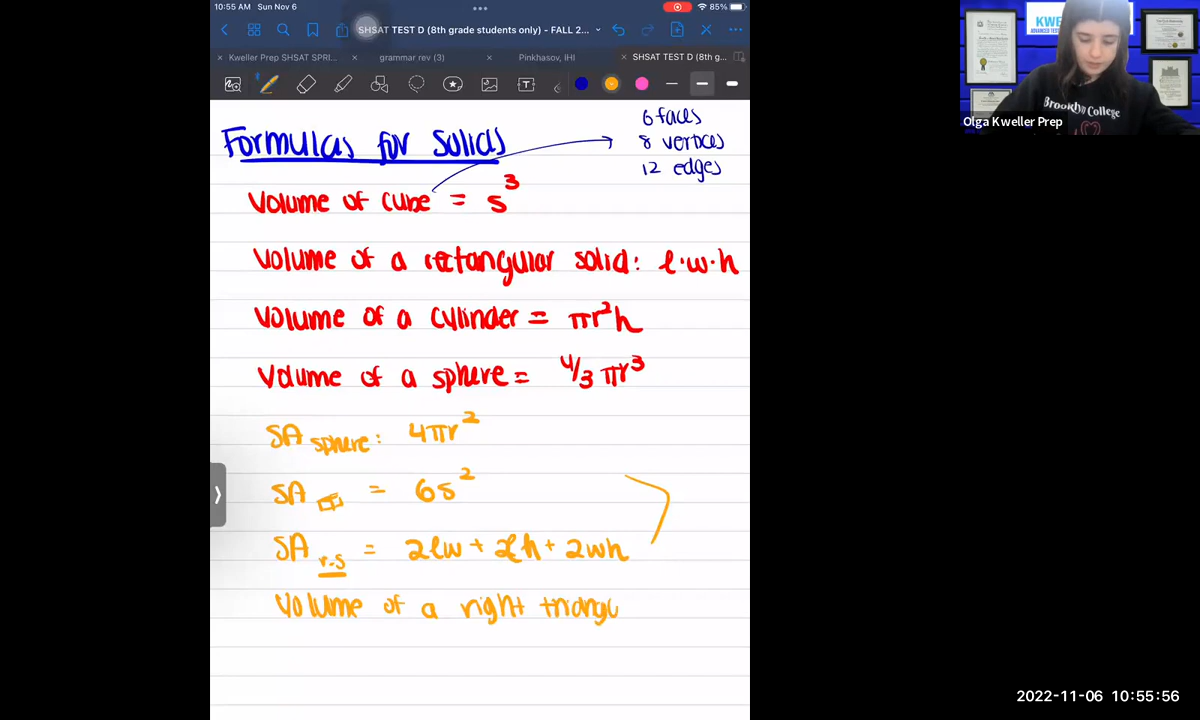 10:55 AM Sun Nov 6
85%
SHSAT TEST D (8th grade students only) - FALL 2...
Kweller Prep SHSAT SPRI...
grammar rev (3)
Pinkhasov, IHI
SHSAT TEST D (8th g...
Formulas for Solids
6 faces
8 vertices
12 edges
Volume of cube = s³
Volume of a rectangular solid: l·w·h
Volume of a cylinder = πr²h
Volume of a sphere = 4/3 πr³
SA sphere: 4πr²
SA = 6s²
SA r.s = 2lw + 2lh + 2wh
Volume of a right triangu
KWE
ADVANCED TES
Brooklyn College
Olga Kweller Prep
2022-11-06 10:55:56